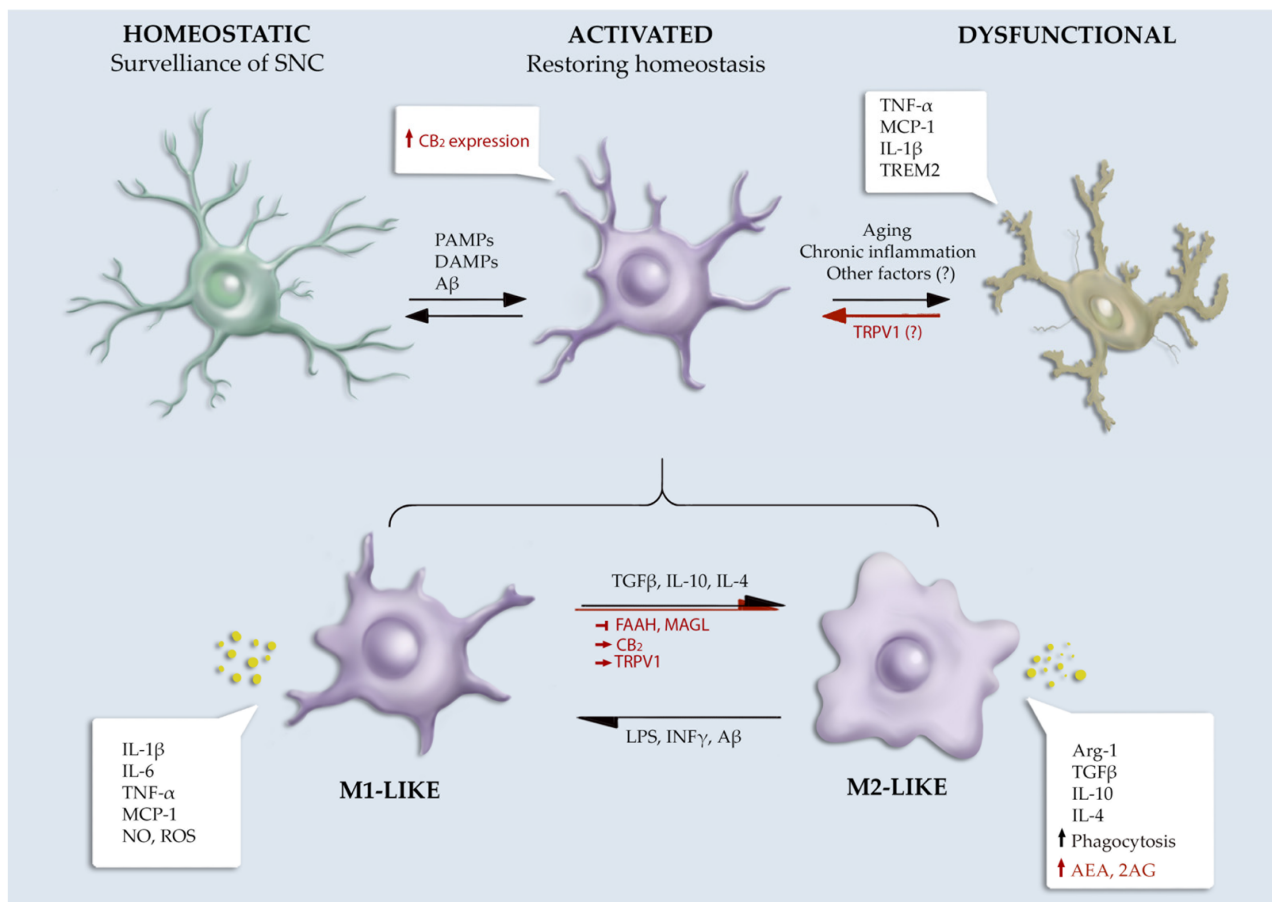 HOMEOSTATIC
Survelliance of SNC
ACTIVATED
Restoring homeostasis
DYSFUNCTIONAL
CB₂ expression
TNF-α
MCP-1
IL-1β
TREM2
PAMPs
DAMPs
Aβ
Aging
Chronic inflammation
Other factors (?)
TRPV1 (?)
TGFβ, IL-10, IL-4
FAAH, MAGL
CB₂
TRPV1
LPS, INFγ, Aβ
IL-1β
IL-6
TNF-α
MCP-1
NO, ROS
M1-LIKE
M2-LIKE
Arg-1
TGFβ
IL-10
IL-4
Phagocytosis
AEA, 2AG